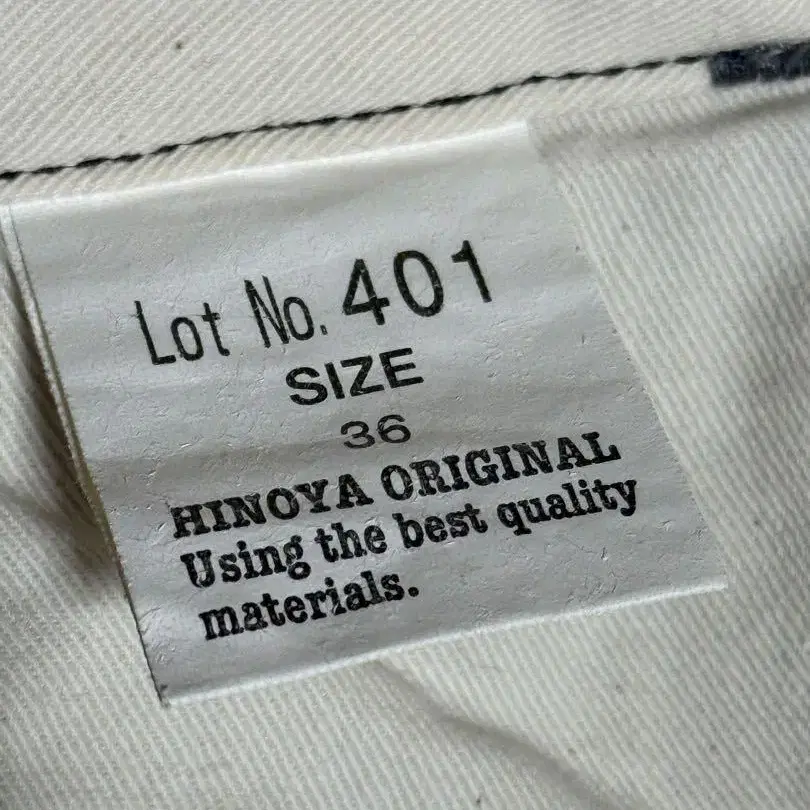 Lot No. 401
SIZE
36
HINOYA ORIGINAL
Using the best quality
materials.